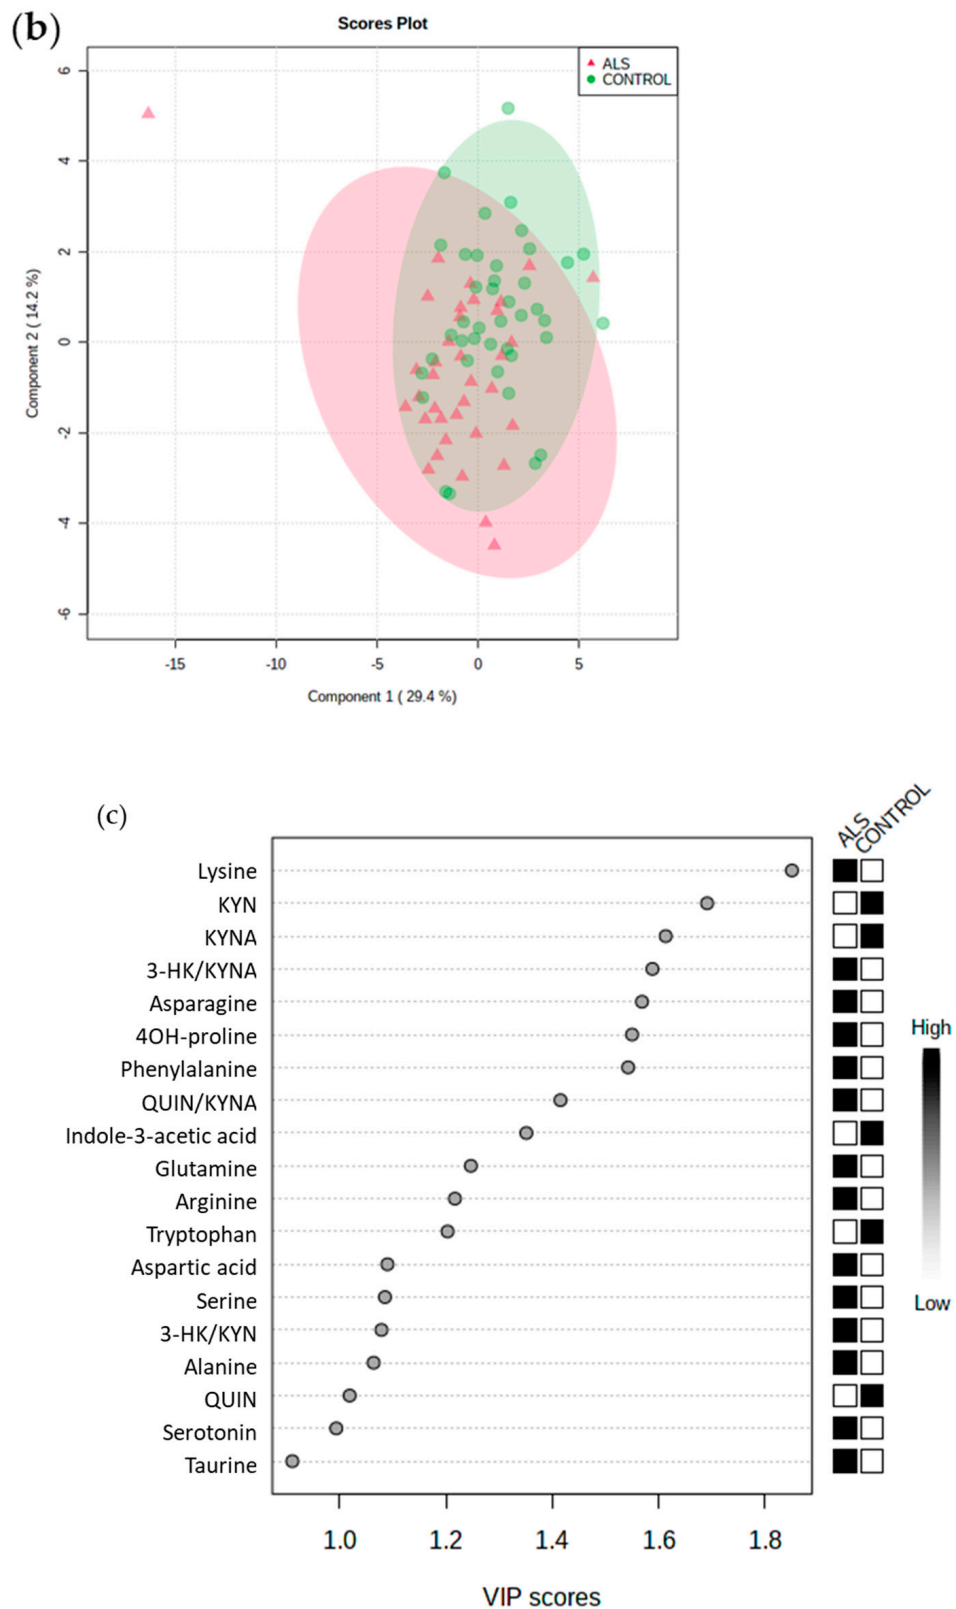 (b)
Scores Plot
ALS
CONTROL
6
4
2
0
-2
-4
-6
Component 2 ( 14.2 %)
-15 -10 -5 0 5
Component 1 ( 29.4 %)
(c)
ALS
CONTROL
Lysine
KYN
KYNA
3-HK/KYNA
Asparagine
4OH-proline
Phenylalanine
QUIN/KYNA
Indole-3-acetic acid
Glutamine
Arginine
Tryptophan
Aspartic acid
Serine
3-HK/KYN
Alanine
QUIN
Serotonin
Taurine
High
Low
1.0 1.2 1.4 1.6 1.8
VIP scores